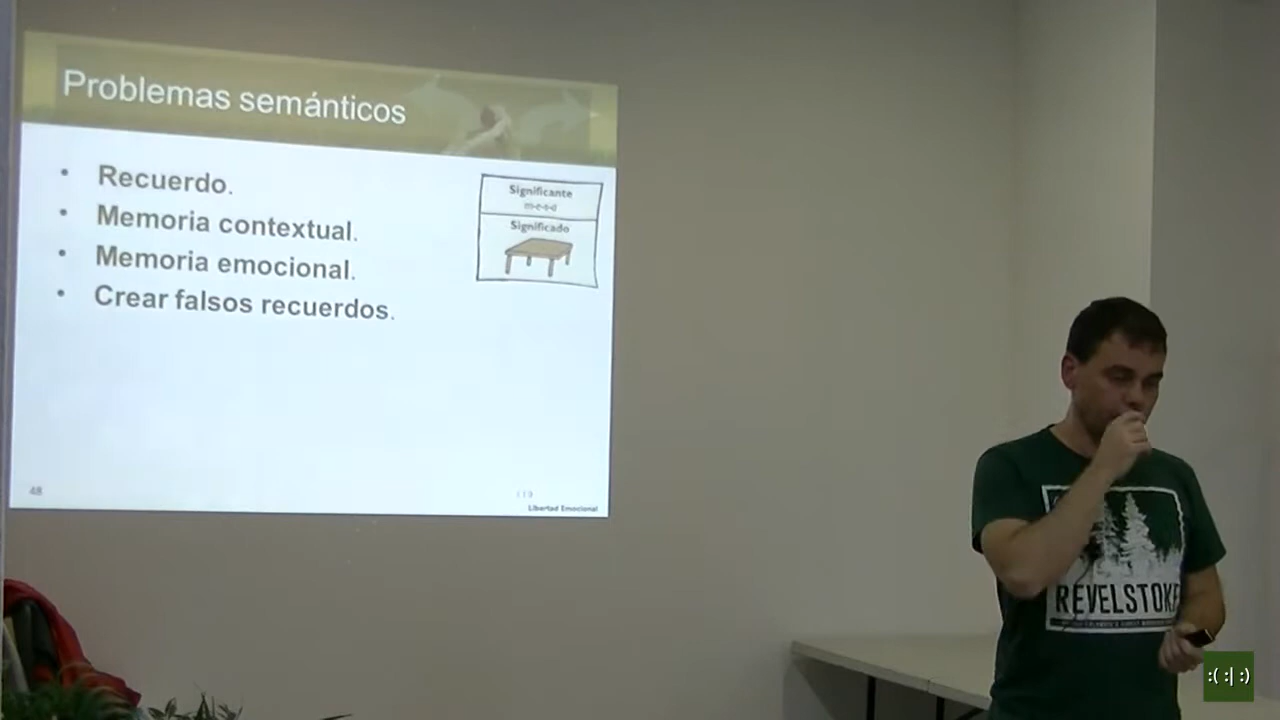 Problemas semánticos
• Recuerdo.
• Memoria contextual.
• Memoria emocional.
• Crear falsos recuerdos.
Significante
m-e-s-a
Significado
48
Libertad Emocional
REVELSTOKE
:( :| :)